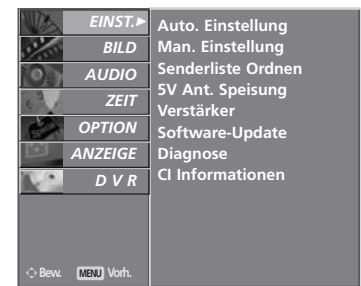 EINST.
BILD
AUDIO
ZEIT
OPTION
ANZEIGE
D V R
Auto. Einstellung
Man. Einstellung
Senderliste Ordnen
5V Ant. Speisung
Verstärker
Software-Update
Diagnose
CI Informationen
Bew. MENU Vorh.